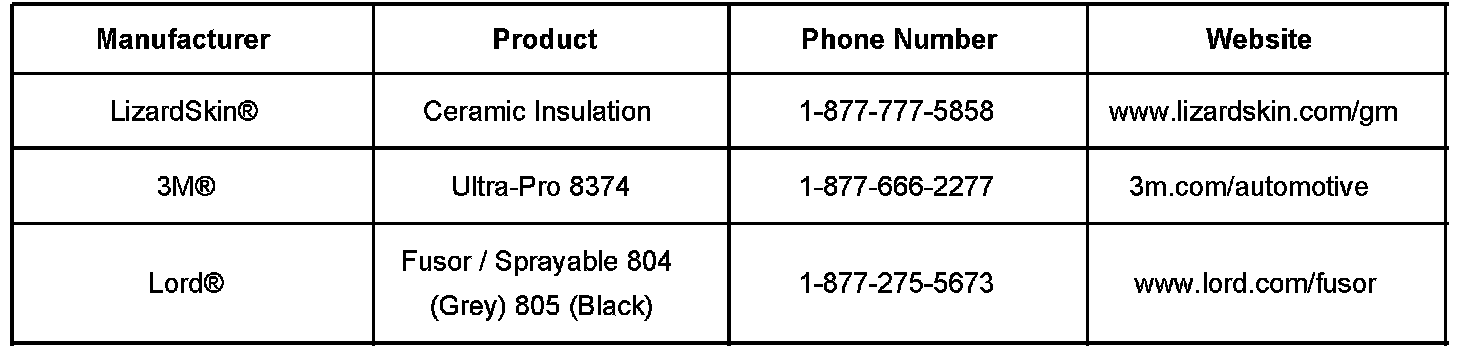 Manufacturer Product Phone Number Website
LizardSkin® Ceramic Insulation 1-877-777-5858 www.lizardskin.com/gm
3M® Ultra-Pro 8374 1-877-666-2277 3m.com/automotive
Lord® Fusor / Sprayable 804 1-877-275-5673 www.lord.com/fusor
(Grey) 805 (Black)